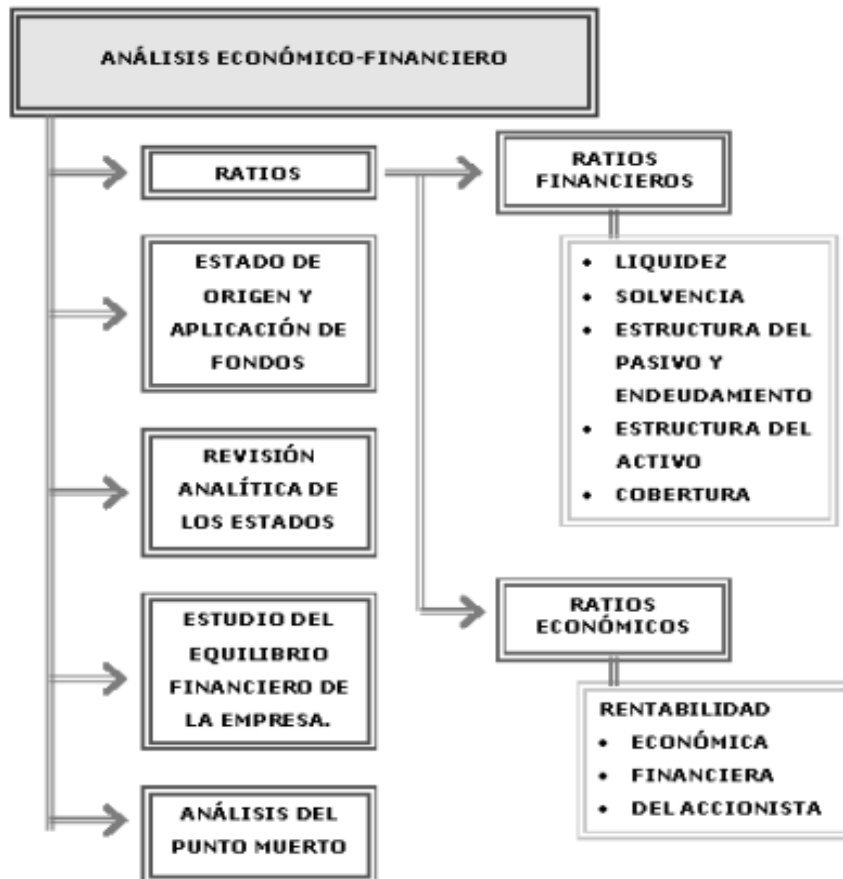 ANÁLISIS ECONÓMICO-FINANCIERO
RATIOS
ESTADO DE
ORIGEN Y
APLICACIÓN DE
FONDOS
REVISIÓN
ANALÍTICA DE
LOS ESTADOS
ESTUDIO DEL
EQUILIBRIO
FINANCIERO DE
LA EMPRESA.
ANÁLISIS DEL
PUNTO MUERTO
RATIOS
FINANCIEROS
• LIQUIDEZ
• SOLVENCIA
• ESTRUCTURA DEL
PASIVO Y
ENDEUDAMIENTO
• ESTRUCTURA DEL
ACTIVO
• COBERTURA
RATIOS
ECONÓMICOS
RENTABILIDAD
• ECONÓMICA
• FINANCIERA
• DEL ACCIONISTA